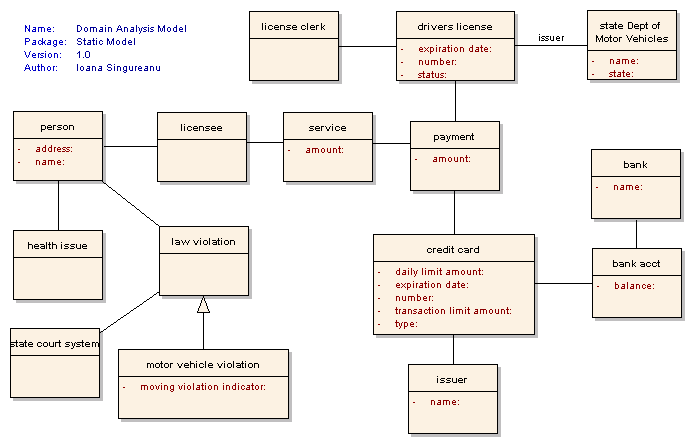 Name: Domain Analysis Model
Package: Static Model
Version: 1.0
Author: Ioana Singureanu
license clerk
drivers license
- expiration date:
- number:
- status:
issuer
state Dept of
Motor Vehicles
- name:
- state:
person
- address:
- name:
licensee
service
- amount:
payment
- amount:
bank
- name:
health issue
law violation
credit card
- daily limit amount:
- expiration date:
- number:
- transaction limit amount:
- type:
bank acct
- balance:
state court system
motor vehicle violation
- moving violation indicator:
issuer
- name: